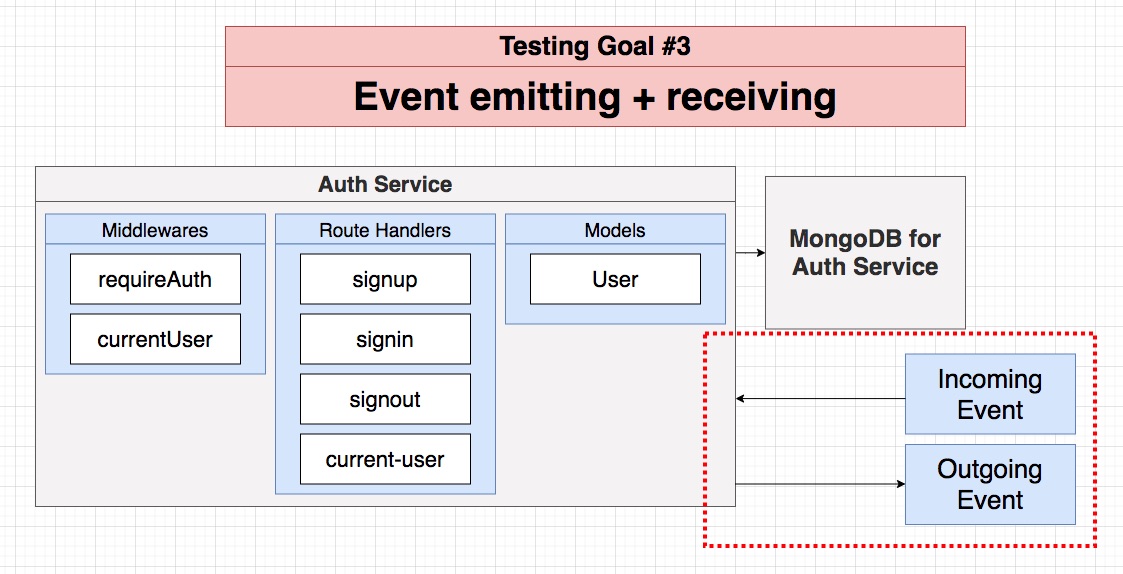 Testing Goal #3
Event emitting + receiving
Auth Service
Middlewares
requireAuth
currentUser
Route Handlers
signup
signin
signout
current-user
Models
User
MongoDB for
Auth Service
Incoming
Event
Outgoing
Event